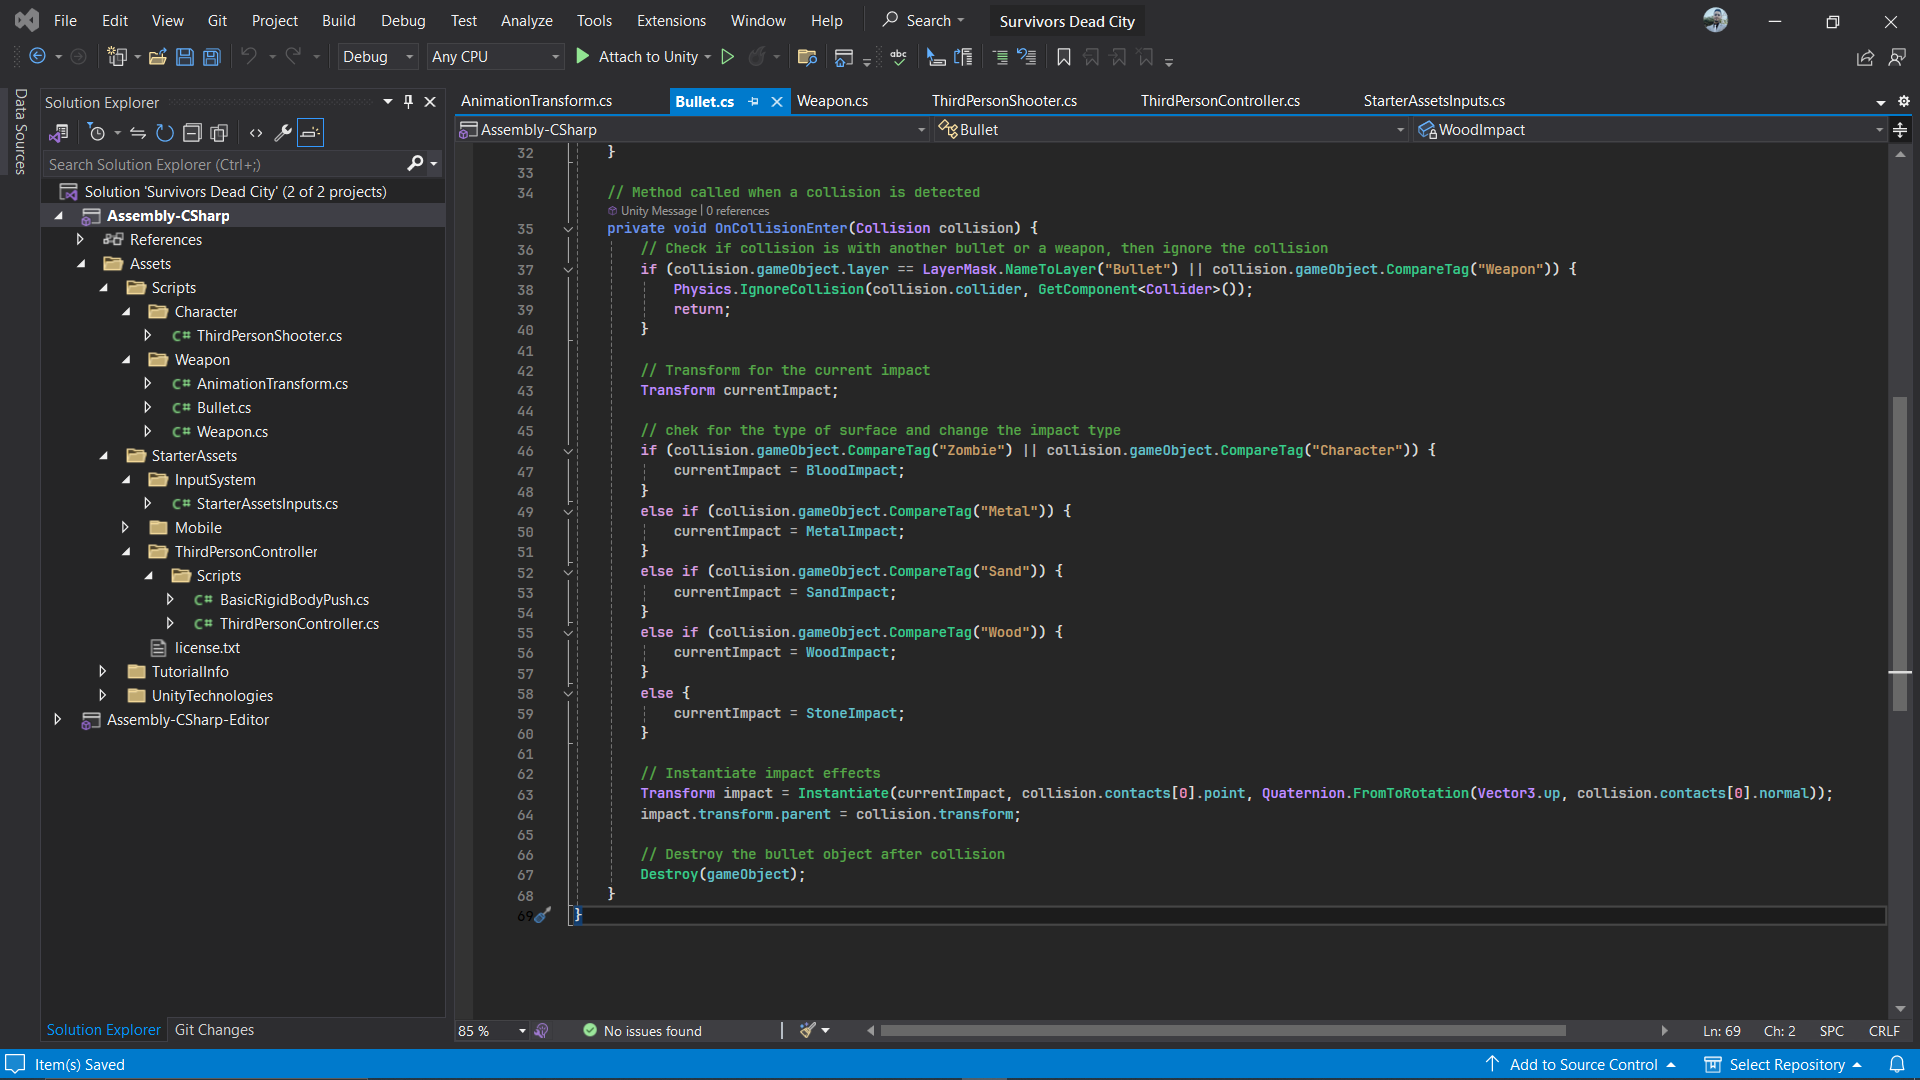 File Edit View Git Project Build Debug Test Analyze Tools Extensions Window Help Search Survivors Dead City
Debug Any CPU Attach to Unity
Data Sources
Solution Explorer
Search Solution Explorer (Ctrl+;)
Solution 'Survivors Dead City' (2 of 2 projects)
Assembly-CSharp
References
Assets
Scripts
Character
C# ThirdPersonShooter.cs
Weapon
C# AnimationTransform.cs
C# Bullet.cs
C# Weapon.cs
StarterAssets
InputSystem
C# StarterAssetsInputs.cs
Mobile
ThirdPersonController
Scripts
C# BasicRigidBodyPush.cs
C# ThirdPersonController.cs
license.txt
TutorialInfo
UnityTechnologies
Assembly-CSharp-Editor
Solution Explorer Git Changes
AnimationTransform.cs Bullet.cs Weapon.cs ThirdPersonShooter.cs ThirdPersonController.cs StarterAssetsInputs.cs
Assembly-CSharp Bullet WoodImpact
32 }
33
34 // Method called when a collision is detected
Unity Message | 0 references
35 private void OnCollisionEnter(Collision collision) {
36 // Check if collision is with another bullet or a weapon, then ignore the collision
37 if (collision.gameObject.layer == LayerMask.NameToLayer("Bullet") || collision.gameObject.CompareTag("Weapon")) {
38 Physics.IgnoreCollision(collision.collider, GetComponent<Collider>());
39 return;
40 }
41
42 // Transform for the current impact
43 Transform currentImpact;
44
45 // chek for the type of surface and change the impact type
46 if (collision.gameObject.CompareTag("Zombie") || collision.gameObject.CompareTag("Character")) {
47 currentImpact = BloodImpact;
48 }
49 else if (collision.gameObject.CompareTag("Metal")) {
50 currentImpact = MetalImpact;
51 }
52 else if (collision.gameObject.CompareTag("Sand")) {
53 currentImpact = SandImpact;
54 }
55 else if (collision.gameObject.CompareTag("Wood")) {
56 currentImpact = WoodImpact;
57 }
58 else {
59 currentImpact = StoneImpact;
60 }
61
62 // Instantiate impact effects
63 Transform impact = Instantiate(currentImpact, collision.contacts[0].point, Quaternion.FromToRotation(Vector3.up, collision.contacts[0].normal));
64 impact.transform.parent = collision.transform;
65
66 // Destroy the bullet object after collision
67 Destroy(gameObject);
68 }
69 }
85 % No issues found Ln: 69 Ch: 2 SPC CRLF
Item(s) Saved Add to Source Control Select Repository